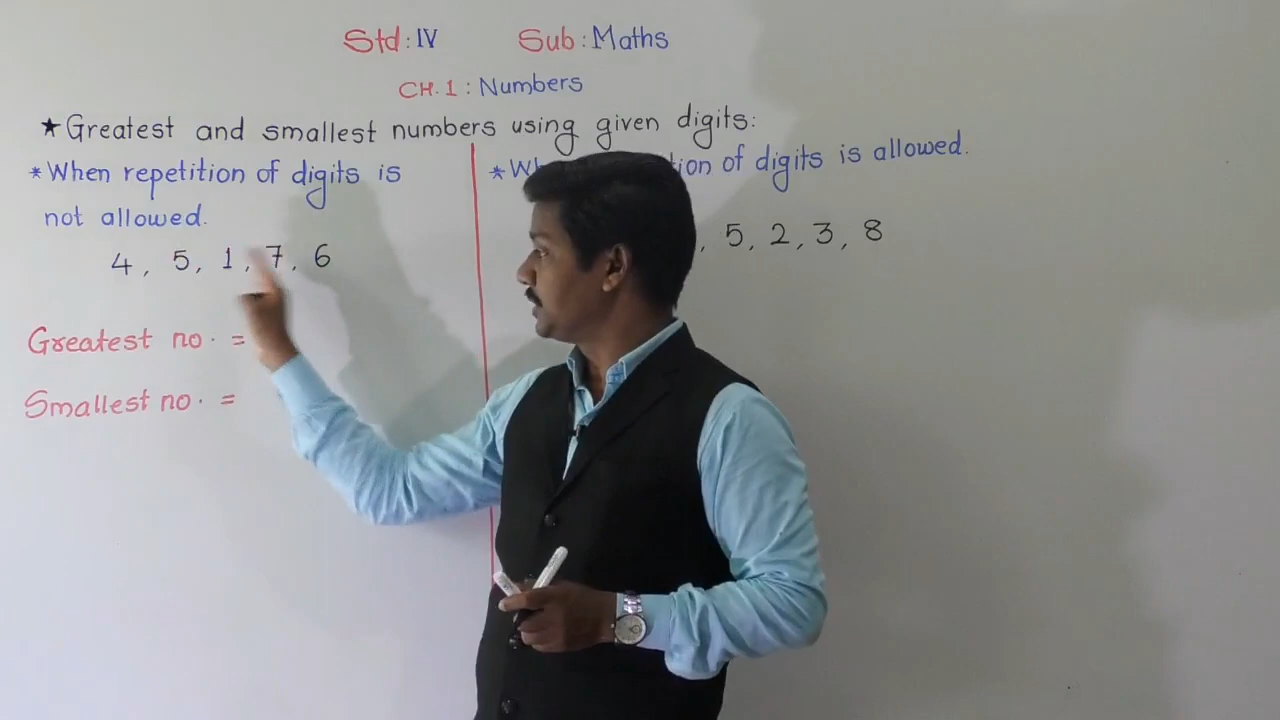 Std : IV Sub : Maths
CH. 1 : Numbers
★ Greatest and smallest numbers using given digits:
* When repetition of digits is
not allowed.
4, 5, 1, 7, 6
Greatest no. =
Smallest no. =
* of digits is allowed.
, 5, 2, 3, 8